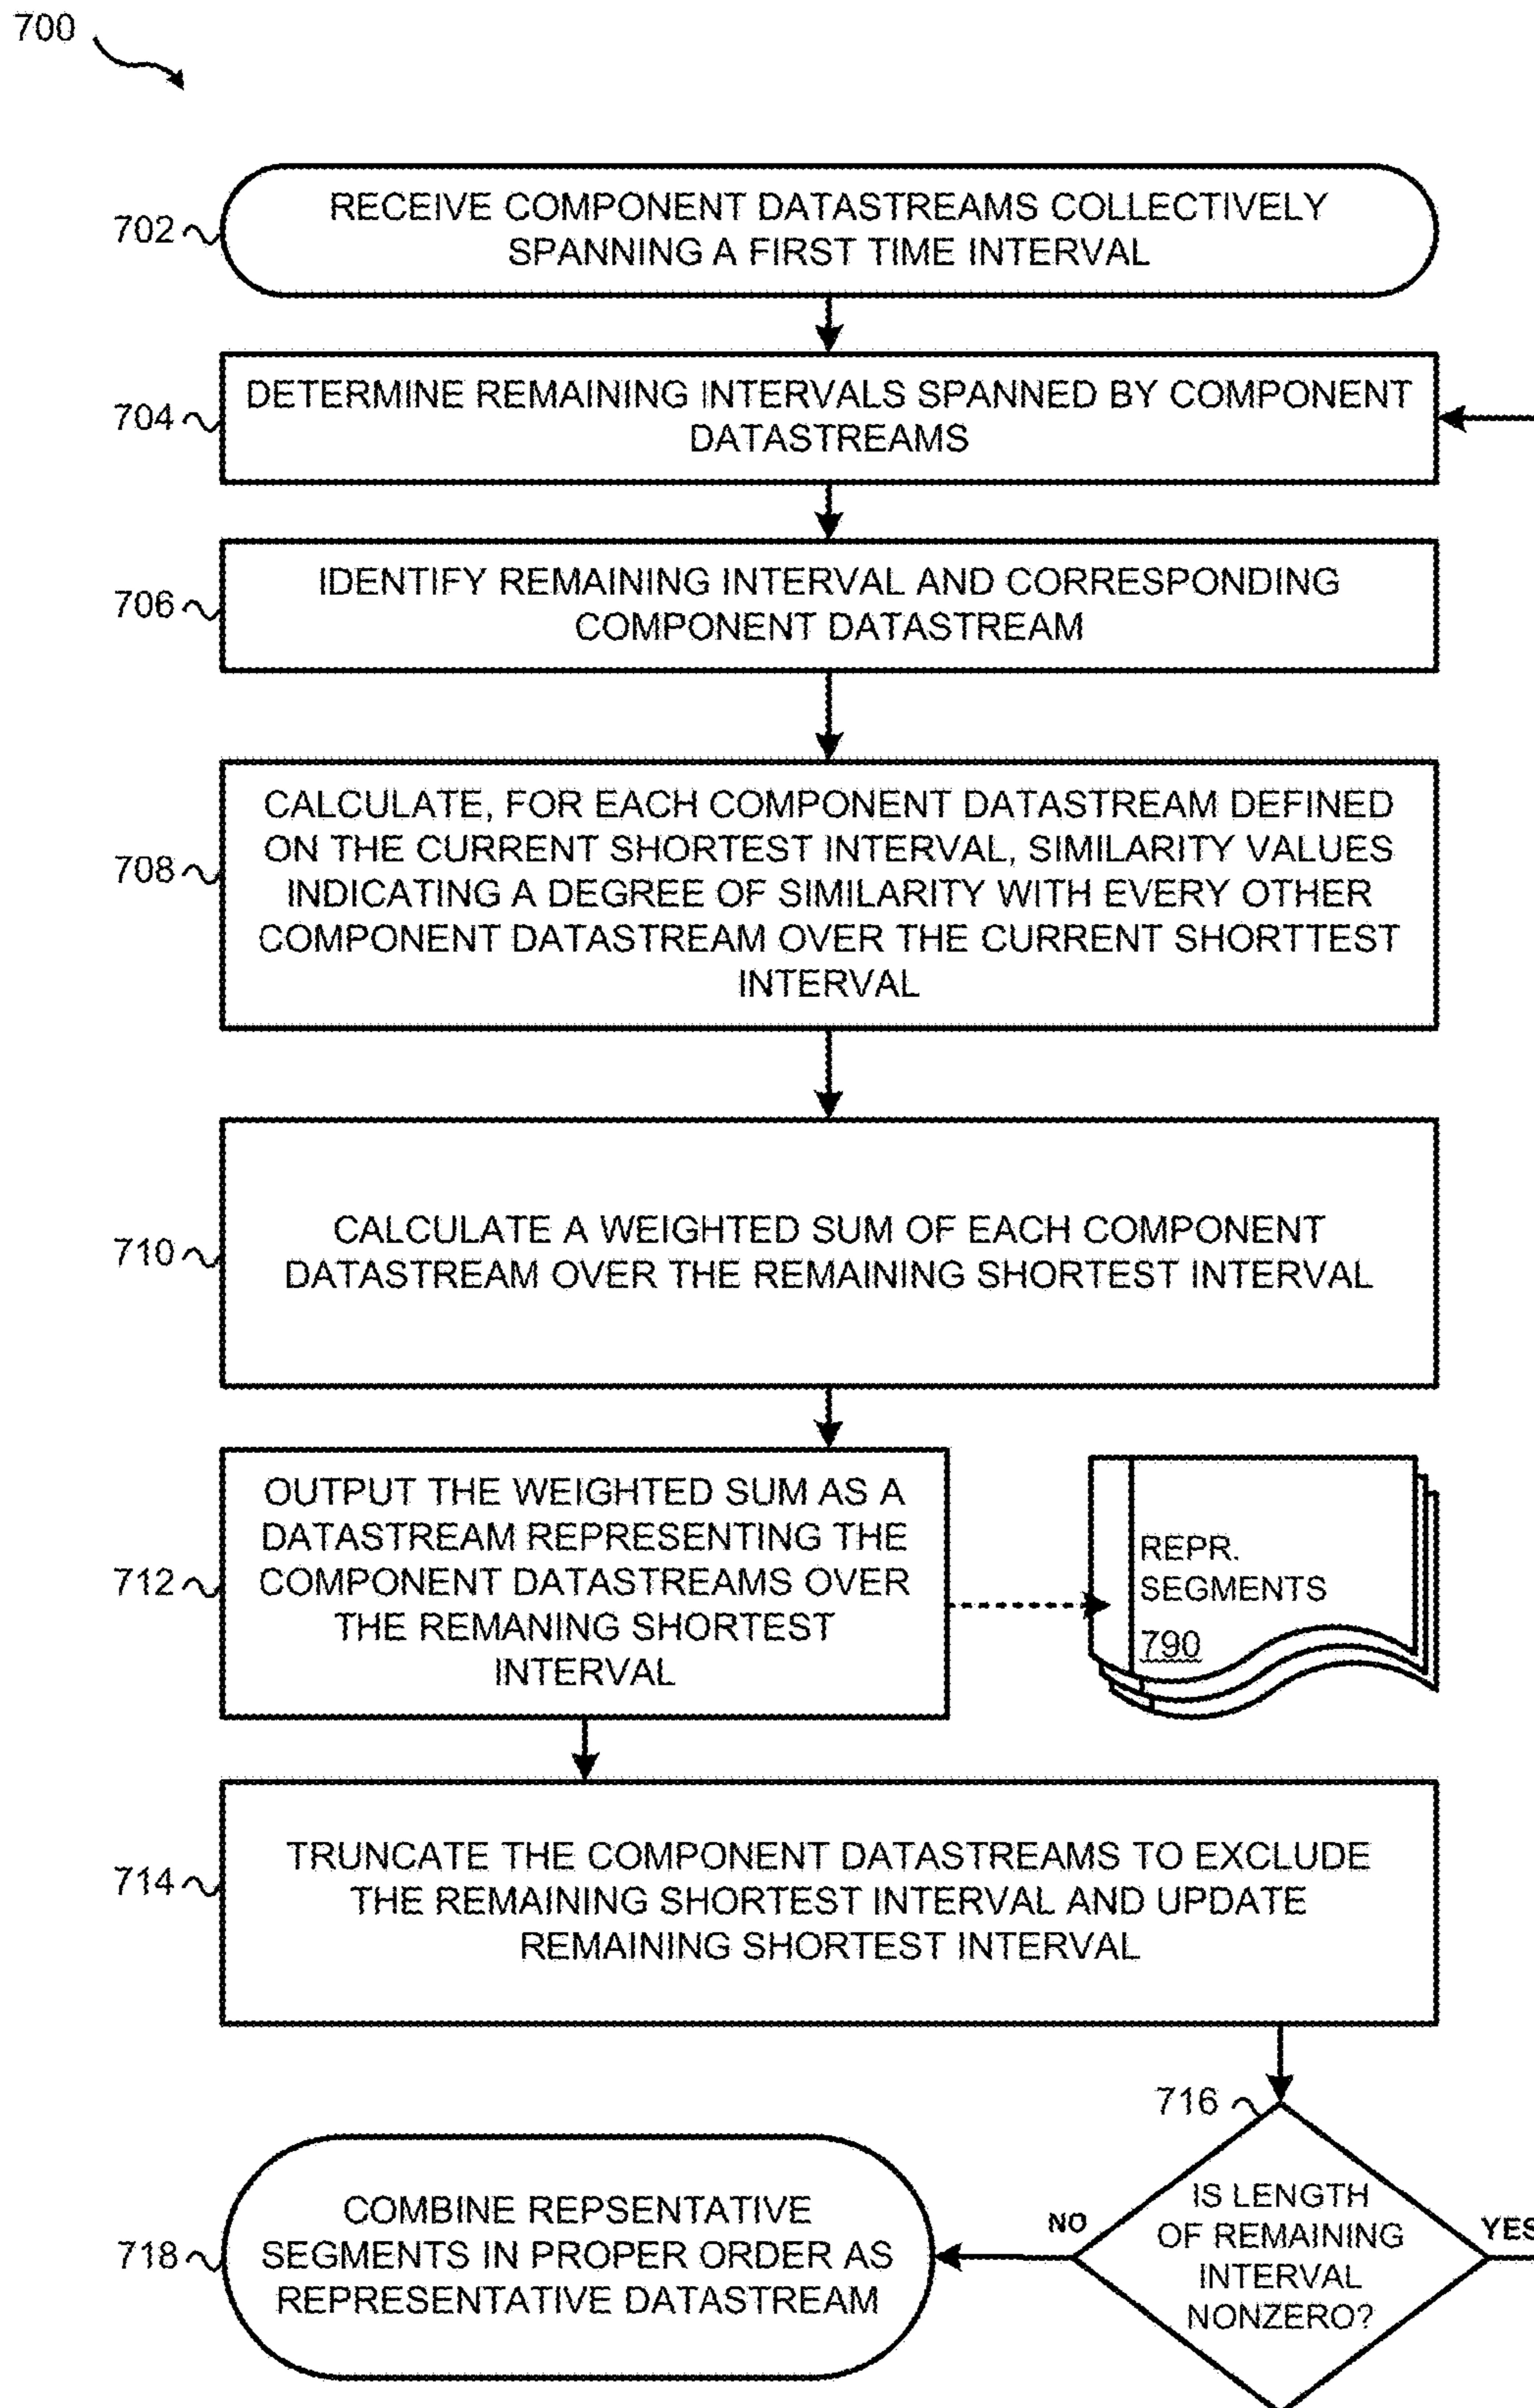 700
702
RECEIVE COMPONENT DATASTREAMS COLLECTIVELY
SPANNING A FIRST TIME INTERVAL
704
DETERMINE REMAINING INTERVALS SPANNED BY COMPONENT
DATASTREAMS
706
IDENTIFY REMAINING INTERVAL AND CORRESPONDING
COMPONENT DATASTREAM
708
CALCULATE, FOR EACH COMPONENT DATASTREAM DEFINED
ON THE CURRENT SHORTEST INTERVAL, SIMILARITY VALUES
INDICATING A DEGREE OF SIMILARITY WITH EVERY OTHER
COMPONENT DATASTREAM OVER THE CURRENT SHORTTEST
INTERVAL
710
CALCULATE A WEIGHTED SUM OF EACH COMPONENT
DATASTREAM OVER THE REMAINING SHORTEST INTERVAL
712
OUTPUT THE WEIGHTED SUM AS A
DATASTREAM REPRESENTING THE
COMPONENT DATASTREAMS OVER
THE REMANING SHORTEST
INTERVAL
REPR.
SEGMENTS
790
714
TRUNCATE THE COMPONENT DATASTREAMS TO EXCLUDE
THE REMAINING SHORTEST INTERVAL AND UPDATE
REMAINING SHORTEST INTERVAL
716
IS LENGTH
OF REMAINING
INTERVAL
NONZERO?
NO
YES
718
COMBINE REPSENTATIVE
SEGMENTS IN PROPER ORDER AS
REPRESENTATIVE DATASTREAM